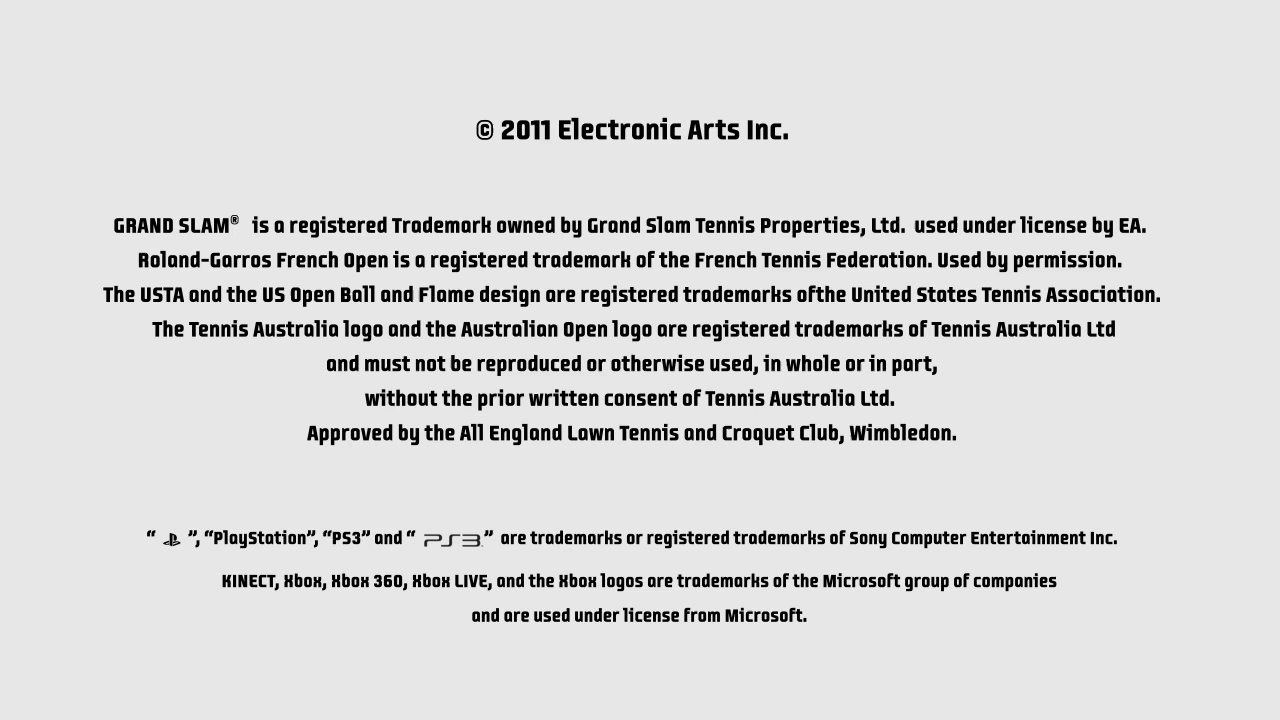 © 2011 Electronic Arts Inc.
GRAND SLAM® is a registered Trademark owned by Grand Slam Tennis Properties, Ltd. used under license by EA.
Roland-Garros French Open is a registered trademark of the French Tennis Federation. Used by permission.
The USTA and the US Open Ball and Flame design are registered trademarks ofthe United States Tennis Association.
The Tennis Australia logo and the Australian Open logo are registered trademarks of Tennis Australia Ltd
and must not be reproduced or otherwise used, in whole or in part,
without the prior written consent of Tennis Australia Ltd.
Approved by the All England Lawn Tennis and Croquet Club, Wimbledon.
“ ”, “PlayStation”, “PS3” and “ PS3 ” are trademarks or registered trademarks of Sony Computer Entertainment Inc.
KINECT, Xbox, Xbox 360, Xbox LIVE, and the Xbox logos are trademarks of the Microsoft group of companies
and are used under license from Microsoft.